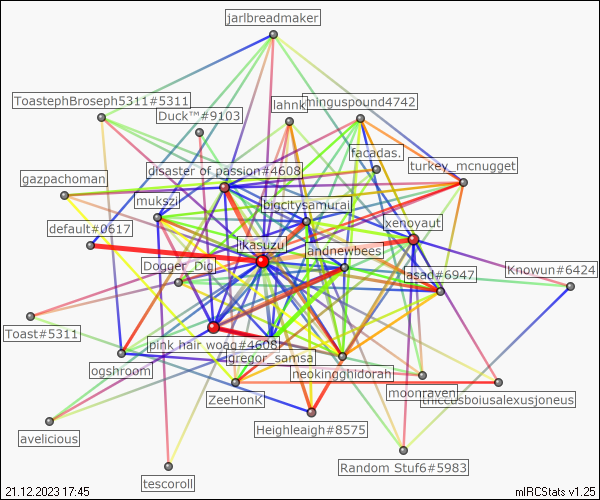 jarlbreadmaker
ToastephBroseph5311#5311
Duck™#9103
lahnk
minguspound4742
facadas.
turkey_mcnugget
disaster of passion#4608
gazpachoman
mukszi
bigcitysamurai
xenovaut
default#0617
ikasuzu
andnewbees
Dogger_Dig
asad#6947
Knowun#6424
Toast#5311
pink hair woag#4608
gregor_samsa
ogshroom
neokingghidorah
moonraven
thiccusboiusalexusjoneus
ZeeHonk
Heighleaigh#8575
avelicious
Random Stuf6#5983
tescoroll
21.12.2023 17:45
mIRCStats v1.25